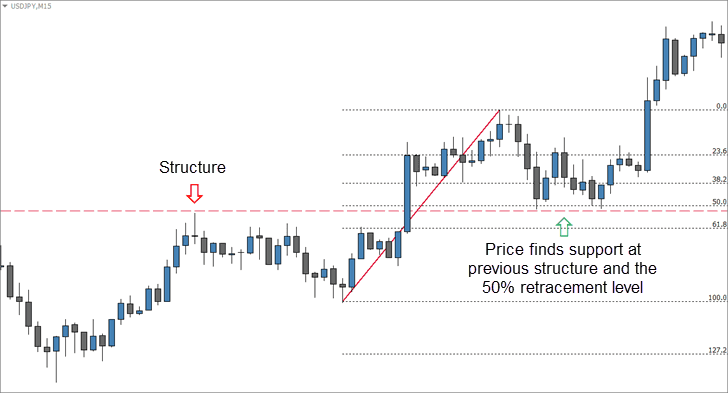 USDJPY,M15
0.0
Structure
23.6
38.2
50.0
61.8
Price finds support at
previous structure and the
50% retracement level
100.0
127.2